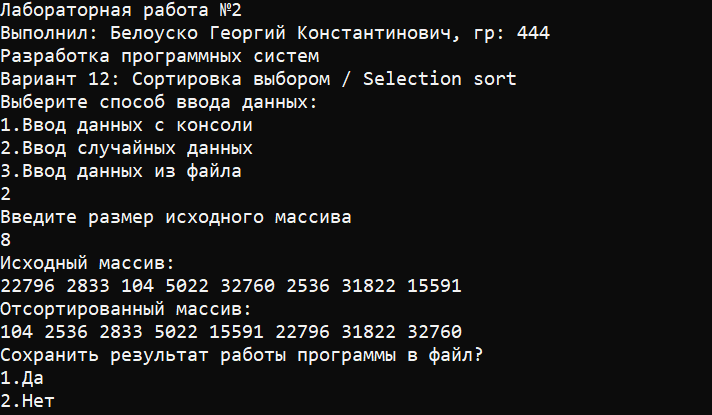 Лабораторная работа №2
Выполнил: Белоуско Георгий Константинович, гр: 444
Разработка программных систем
Вариант 12: Сортировка выбором / Selection sort
Выберите способ ввода данных:
1.Ввод данных с консоли
2.Ввод случайных данных
3.Ввод данных из файла
2
Введите размер исходного массива
8
Исходный массив:
22796 2833 104 5022 32760 2536 31822 15591
Отсортированный массив:
104 2536 2833 5022 15591 22796 31822 32760
Сохранить результат работы программы в файл?
1.Да
2.Нет